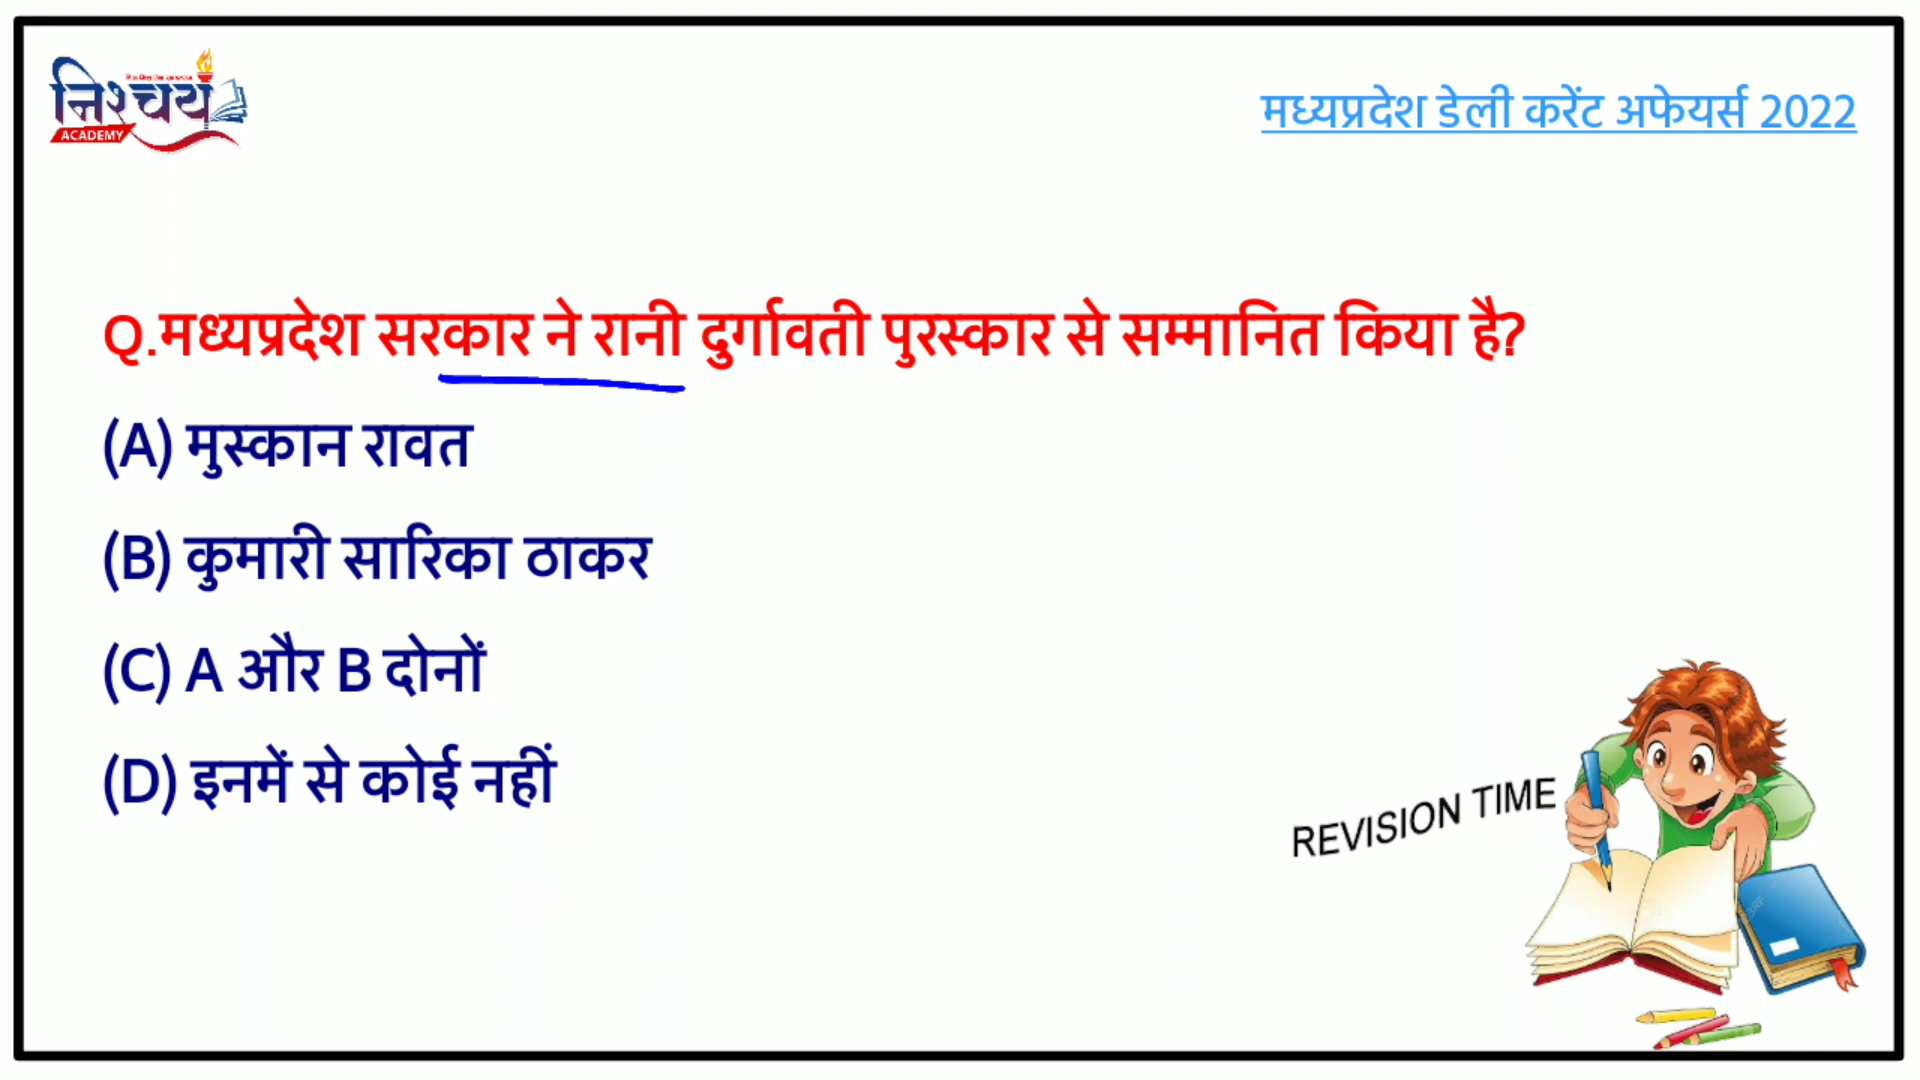 निश्चय
ACADEMY
मध्यप्रदेश डेली करेंट अफेयर्स 2022
Q.मध्यप्रदेश सरकार ने रानी दुर्गावती पुरस्कार से सम्मानित किया है?
(A) मुस्कान रावत
(B) कुमारी सारिका ठाकर
(C) A और B दोनों
(D) इनमें से कोई नहीं
REVISION TIME